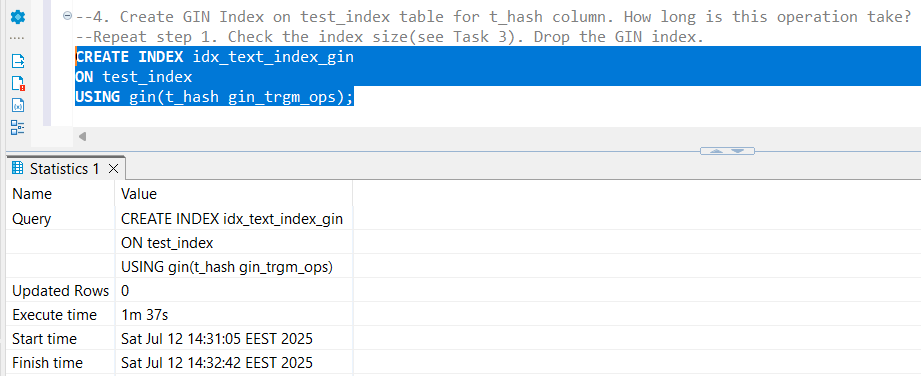 --4. Create GIN Index on test_index table for t_hash column. How long is this operation take?
--Repeat step 1. Check the index size(see Task 3). Drop the GIN index.
CREATE INDEX idx_text_index_gin
ON test_index
USING gin(t_hash gin_trgm_ops);
Statistics 1
Name Value
Query CREATE INDEX idx_text_index_gin
ON test_index
USING gin(t_hash gin_trgm_ops)
Updated Rows 0
Execute time 1m 37s
Start time Sat Jul 12 14:31:05 EEST 2025
Finish time Sat Jul 12 14:32:42 EEST 2025